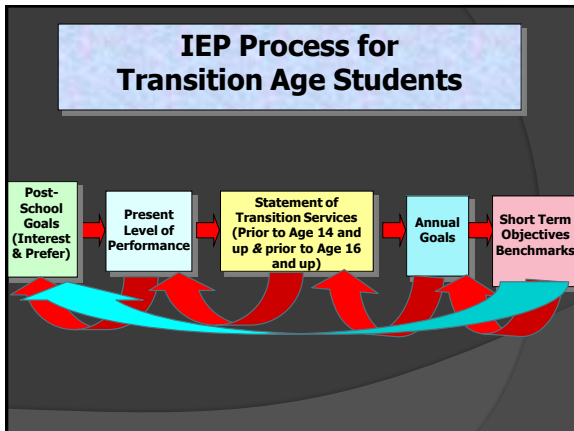 IEP Process for
Transition Age Students
Post-
School
Goals
(Interest
& Prefer)
Present
Level of
Performance
Statement of
Transition Services
(Prior to Age 14 and
up & prior to Age 16
and up)
Annual
Goals
Short Term
Objectives
Benchmarks